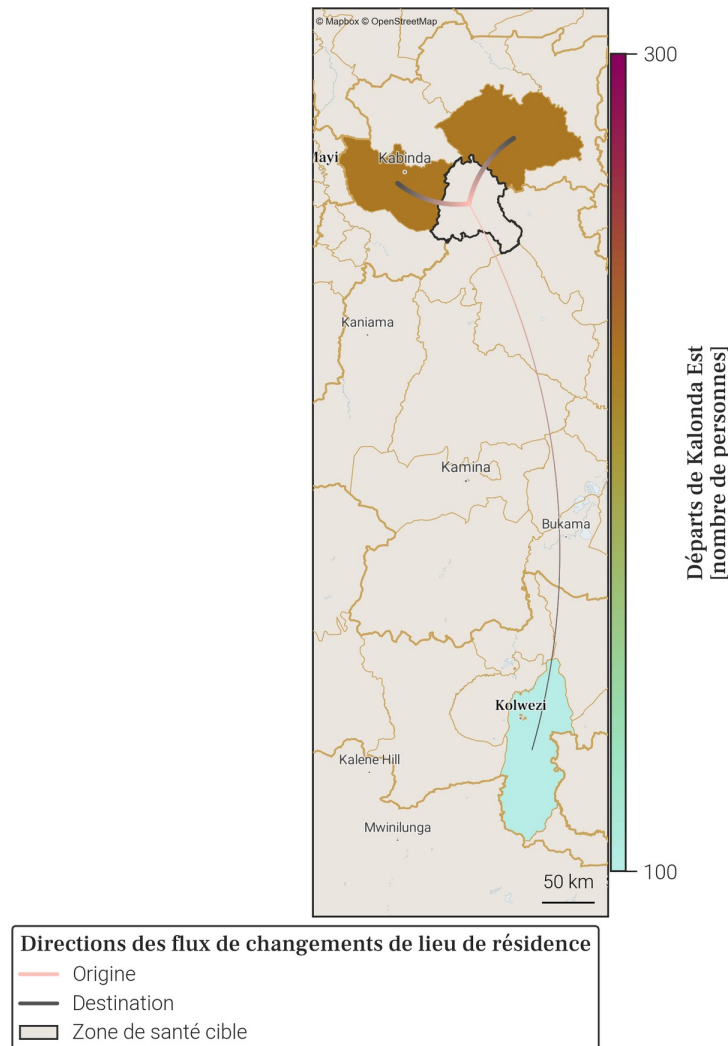 © Mapbox © OpenStreetMap
300
Mayi
Kabinda
Kaniama
Kamina
Bukama
Kolwezi
Kalene Hill
Mwinilunga
50 km
100
Départs de Kalonda Est
[nombre de personnes]
Directions des flux de changements de lieu de résidence
Origine
Destination
Zone de santé cible